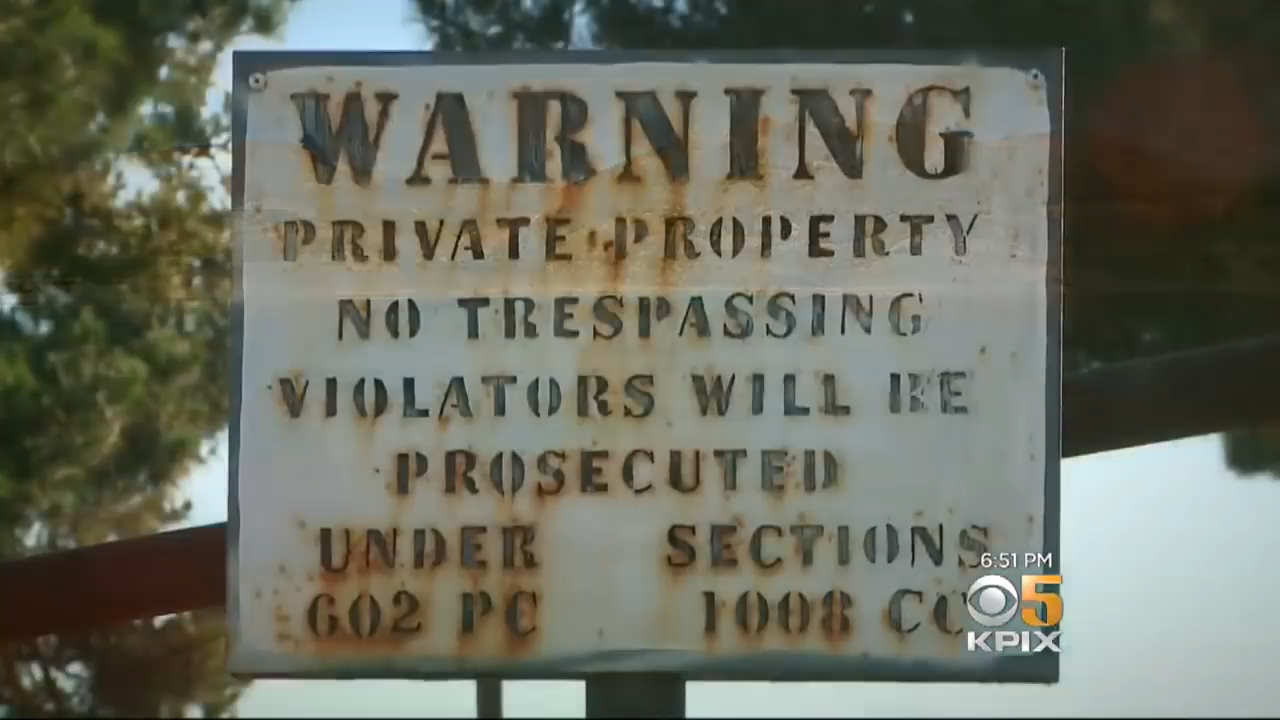 WARNING
PRIVATE PROPERTY
NO TRESPASSING
VIOLATORS WILL BE
PROSECUTED
UNDER SECTIONS
602 PC 1008 CC
6:51 PM
5
KPIX